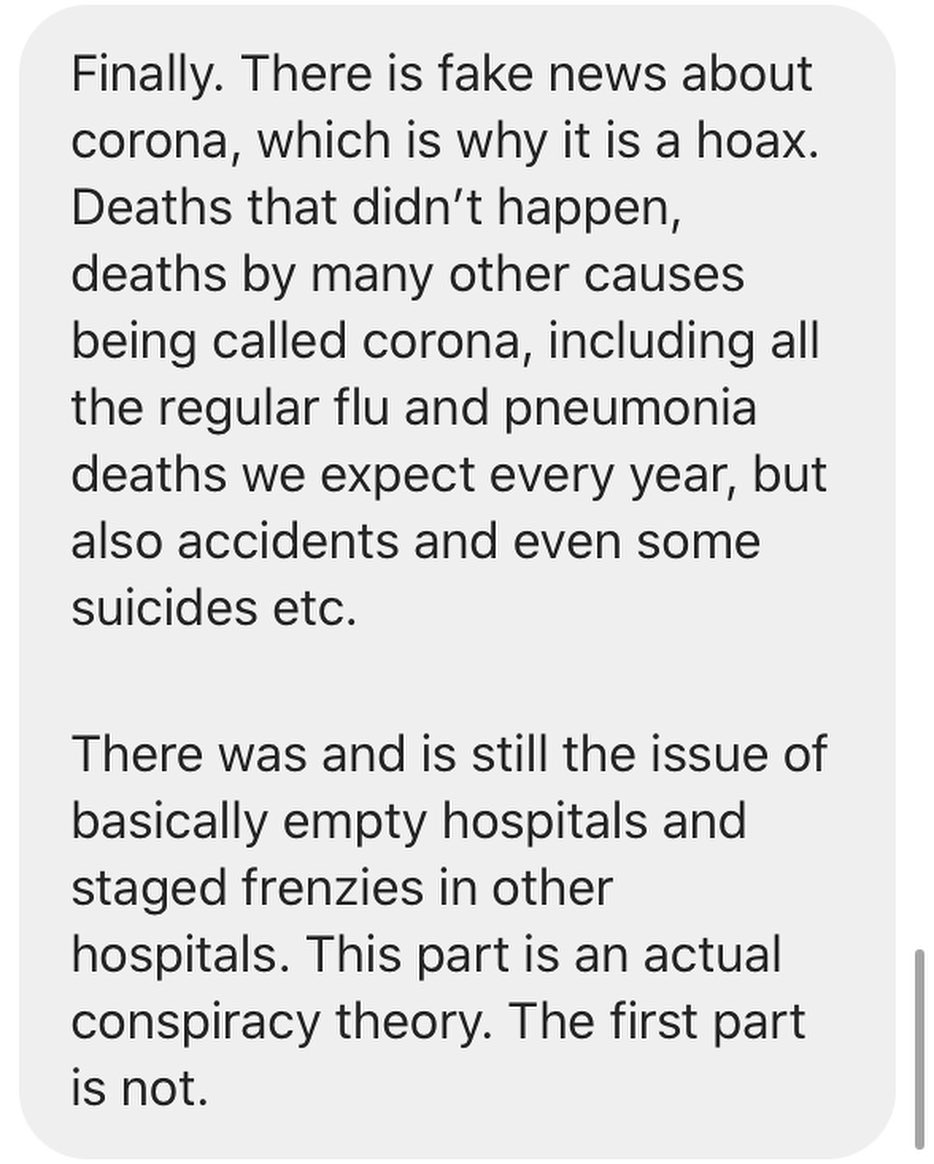 Finally. There is fake news about
corona, which is why it is a hoax.
Deaths that didn’t happen,
deaths by many other causes
being called corona, including all
the regular flu and pneumonia
deaths we expect every year, but
also accidents and even some
suicides etc.
There was and is still the issue of
basically empty hospitals and
staged frenzies in other
hospitals. This part is an actual
conspiracy theory. The first part
is not.